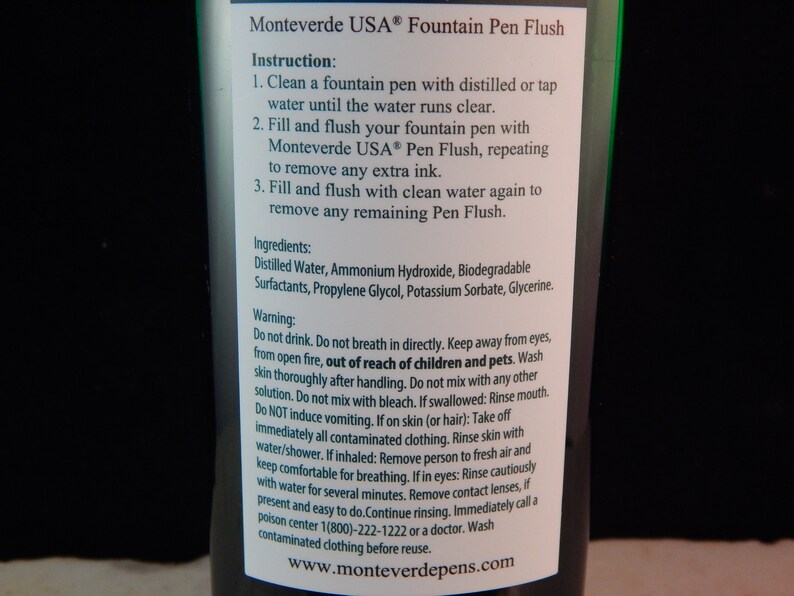 Monteverde USA® Fountain Pen Flush
Instruction:
1. Clean a fountain pen with distilled or tap
water until the water runs clear.
2. Fill and flush your fountain pen with
Monteverde USA® Pen Flush, repeating
to remove any extra ink.
3. Fill and flush with clean water again to
remove any remaining Pen Flush.
Ingredients:
Distilled Water, Ammonium Hydroxide, Biodegradable
Surfactants, Propylene Glycol, Potassium Sorbate, Glycerine.
Warning:
Do not drink. Do not breath in directly. Keep away from eyes,
from open fire, out of reach of children and pets. Wash
skin thoroughly after handling. Do not mix with any other
solution. Do not mix with bleach. If swallowed: Rinse mouth.
Do NOT induce vomiting. If on skin (or hair): Take off
immediately all contaminated clothing. Rinse skin with
water/shower. If inhaled: Remove person to fresh air and
keep comfortable for breathing. If in eyes: Rinse cautiously
with water for several minutes. Remove contact lenses, if
present and easy to do.Continue rinsing. Immediately call a
poison center 1(800)-222-1222 or a doctor. Wash
contaminated clothing before reuse.
www.monteverdepens.com